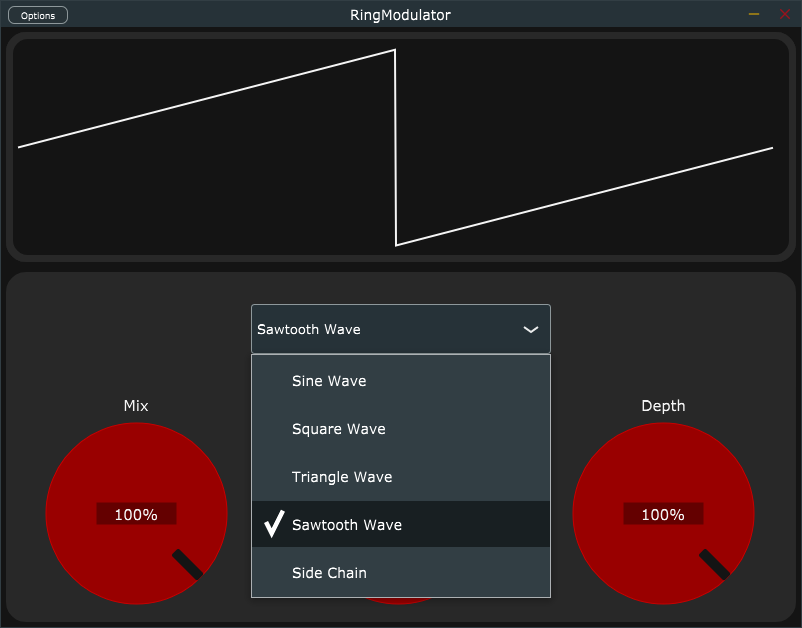 Options
RingModulator
Sawtooth Wave
Sine Wave
Square Wave
Mix
Depth
Triangle Wave
100%
Sawtooth Wave
100%
Side Chain